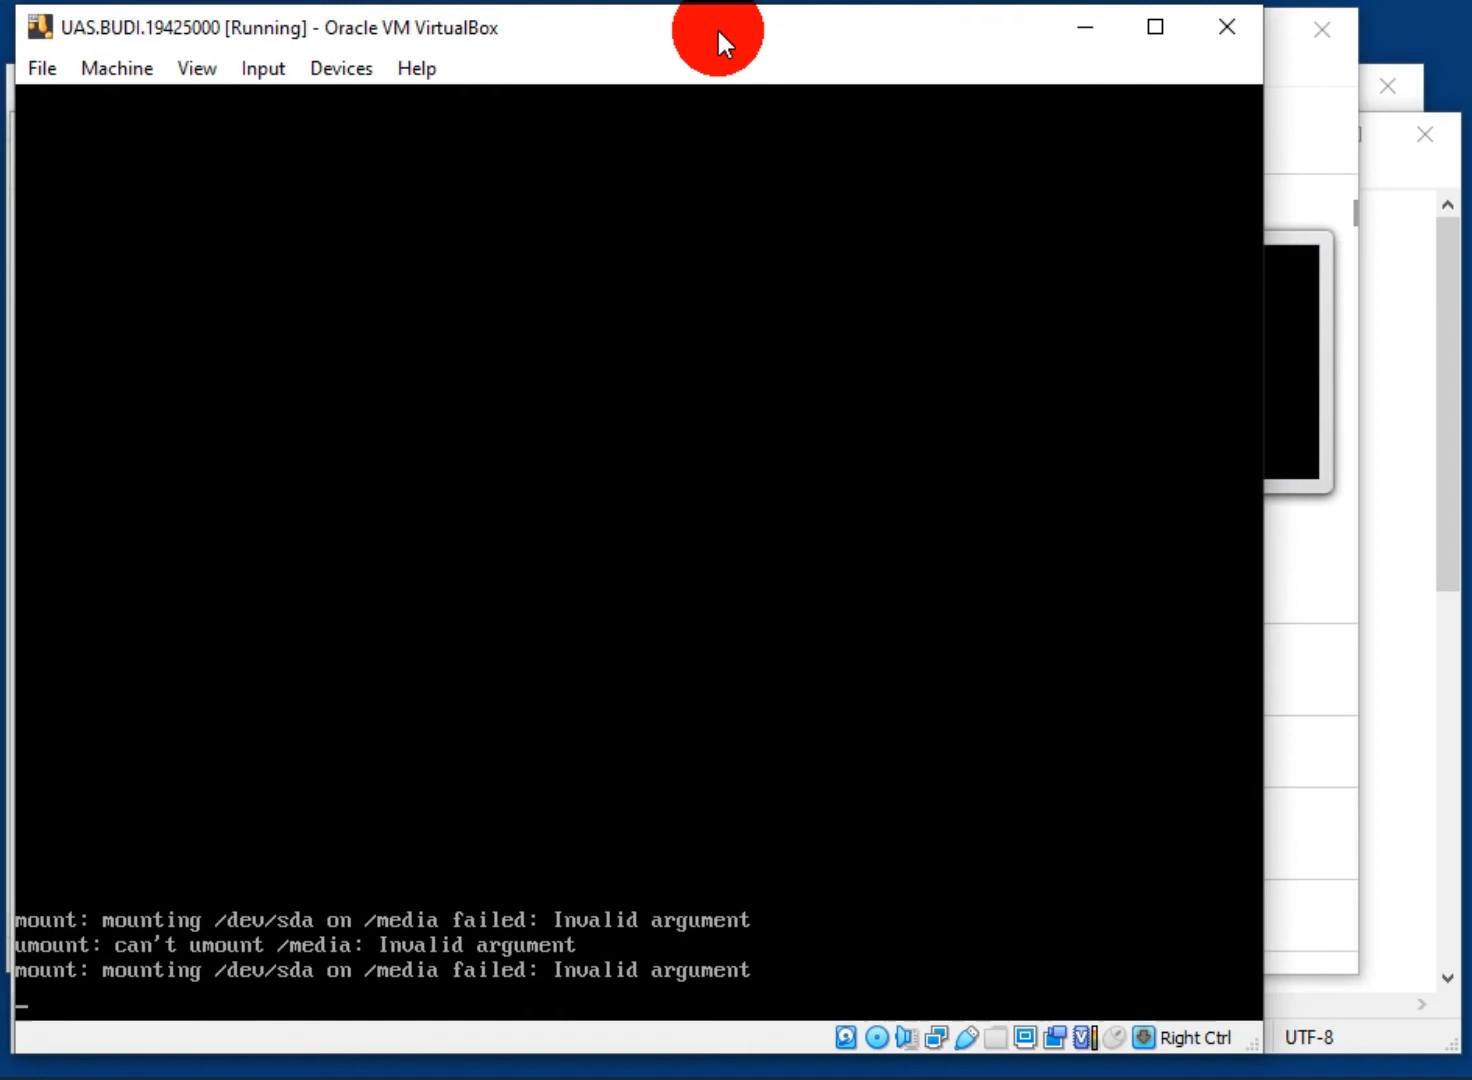 UAS.BUDI.19425000 [Running] - Oracle VM VirtualBox
File Machine View Input Devices Help
mount: mounting /dev/sda on /media failed: Invalid argument
umount: can't umount /media: Invalid argument
mount: mounting /dev/sda on /media failed: Invalid argument
_
Right Ctrl
UTF-8